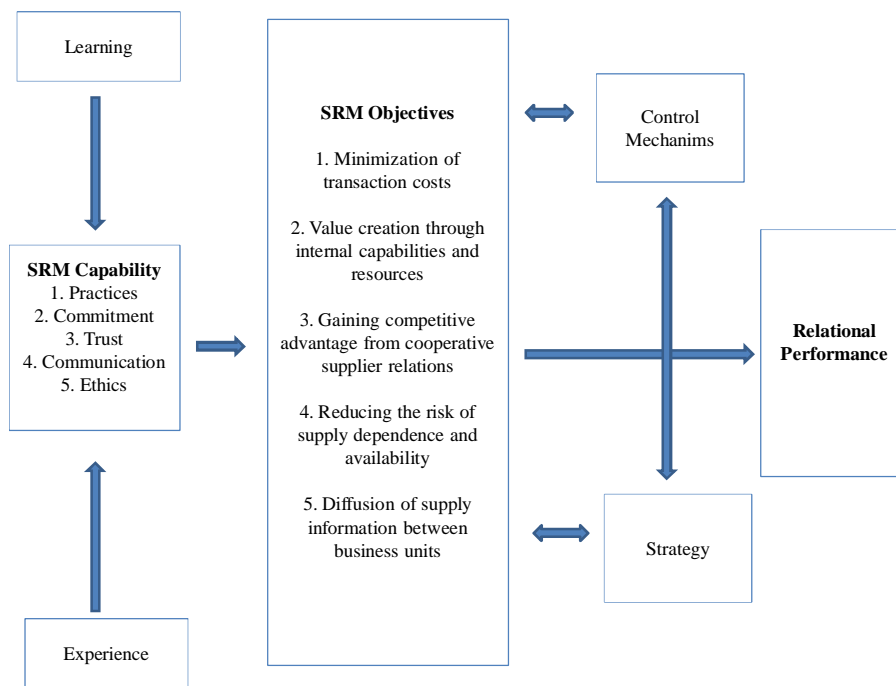 Learning
SRM Capability
1. Practices
2. Commitment
3. Trust
4. Communication
5. Ethics
Experience
SRM Objectives
1. Minimization of
transaction costs
2. Value creation through
internal capabilities and
resources
3. Gaining competitive
advantage from cooperative
supplier relations
4. Reducing the risk of
supply dependence and
availability
5. Diffusion of supply
information between
business units
Control
Mechanims
Strategy
Relational
Performance